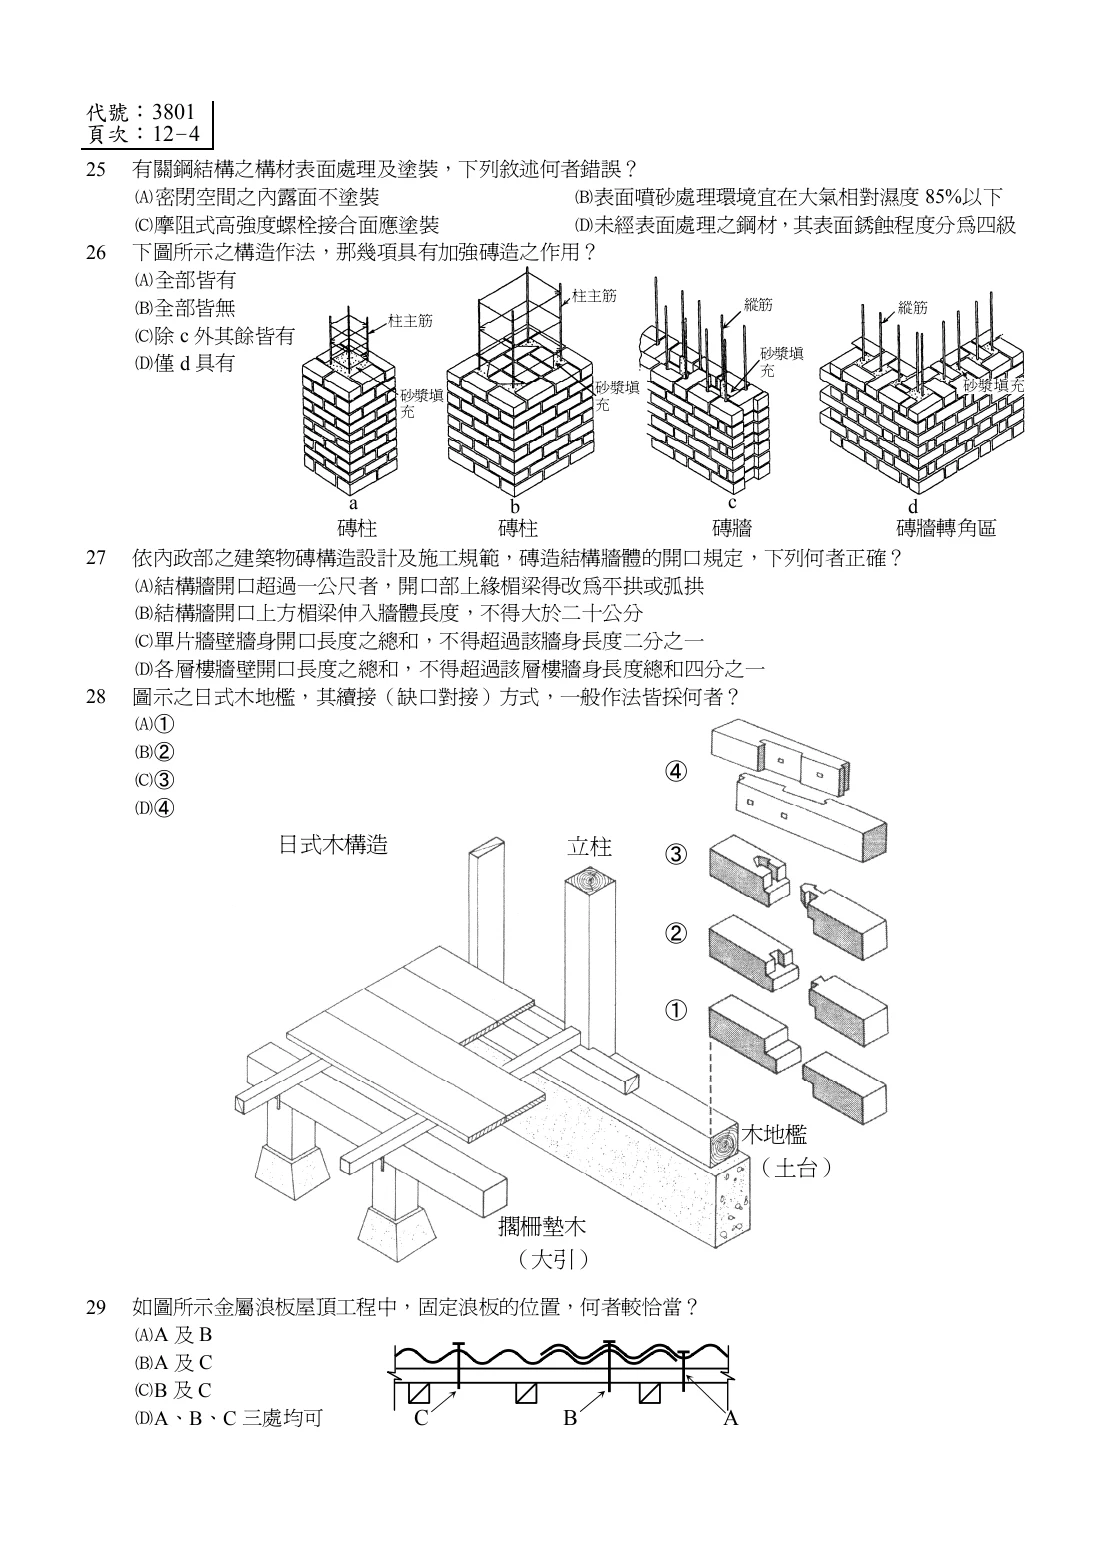 代號：3801
頁次：12－4
25 有關鋼結構之構材表面處理及塗裝，下列敘述何者錯誤？
(A)密閉空間之內露面不塗裝 (B)表面噴砂處理環境宜在大氣相對濕度 85%以下
(C)摩阻式高強度螺栓接合面應塗裝 (D)未經表面處理之鋼材，其表面銹蝕程度分為四級
26 下圖所示之構造作法，那幾項具有加強磚造之作用？
(A)全部皆有
(B)全部皆無
(C)除 c 外其餘皆有
(D)僅 d 具有
柱主筋
砂漿塡充
a
磚柱
柱主筋
砂漿塡充
b
磚柱
縱筋
砂漿塡充
c
磚牆
縱筋
砂漿塡充
d
磚牆轉角區
27 依內政部之建築物磚構造設計及施工規範，磚造結構牆體的開口規定，下列何者正確？
(A)結構牆開口超過一公尺者，開口部上緣楣梁得改為平拱或弧拱
(B)結構牆開口上方楣梁伸入牆體長度，不得大於二十公分
(C)單片牆壁牆身開口長度之總和，不得超過該牆身長度二分之一
(D)各層樓牆壁開口長度之總和，不得超過該層樓牆身長度總和四分之一
28 圖示之日式木地檻，其續接（缺口對接）方式，一般作法皆採何者？
(A)①
(B)②
(C)③
(D)④
日式木構造
立柱
④
③
②
①
木地檻
（土台）
擱柵墊木
（大引）
29 如圖所示金屬浪板屋頂工程中，固定浪板的位置，何者較恰當？
(A)A 及 B
(B)A 及 C
(C)B 及 C
(D)A、B、C 三處均可
C
B
A